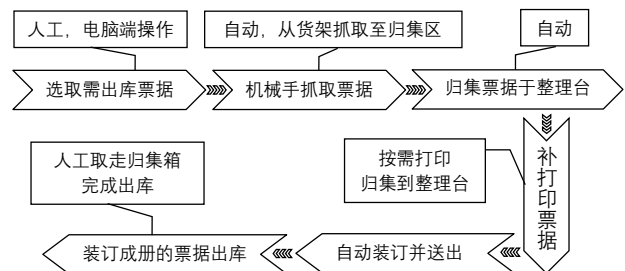 人工，电脑端操作
自动，从货架抓取至归集区
自动
选取需出库票据
机械手抓取票据
归集票据于整理台
人工取走归集箱
完成出库
按需打印
归集到整理台
补打印票据
装订成册的票据出库
自动装订并送出